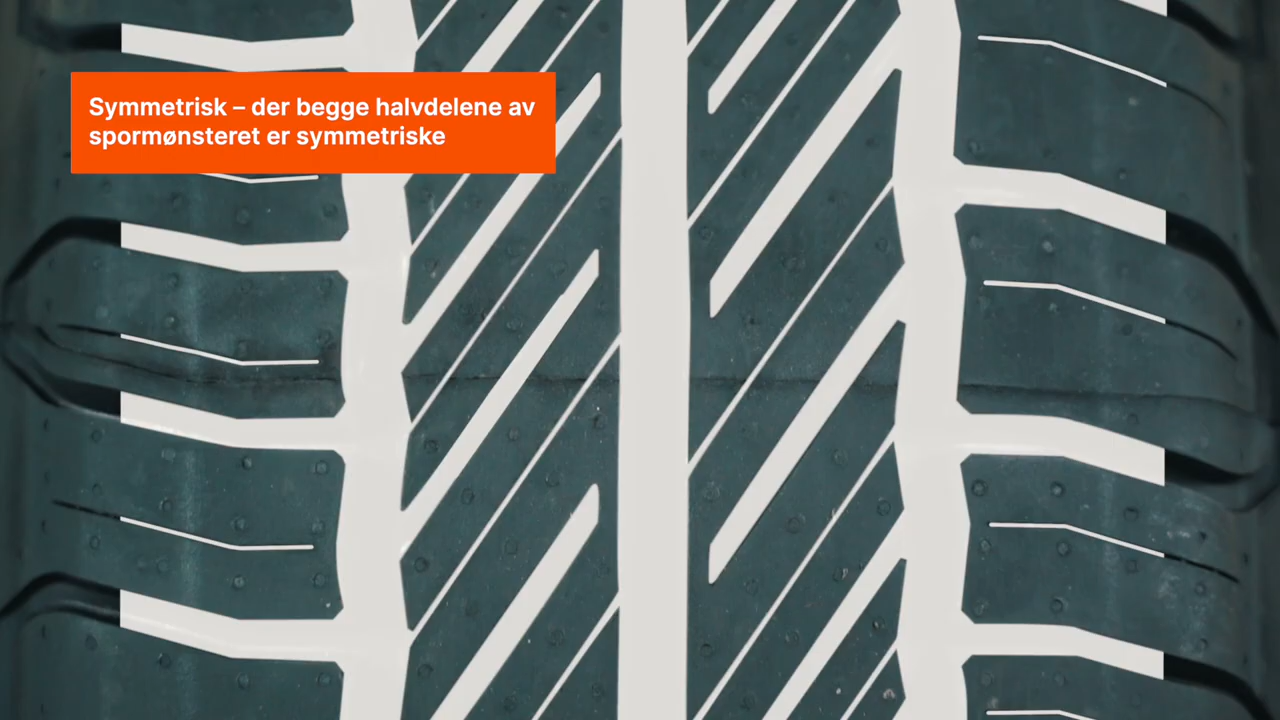 Symmetrisk – der begge halvdelene av
spormønsteret er symmetriske